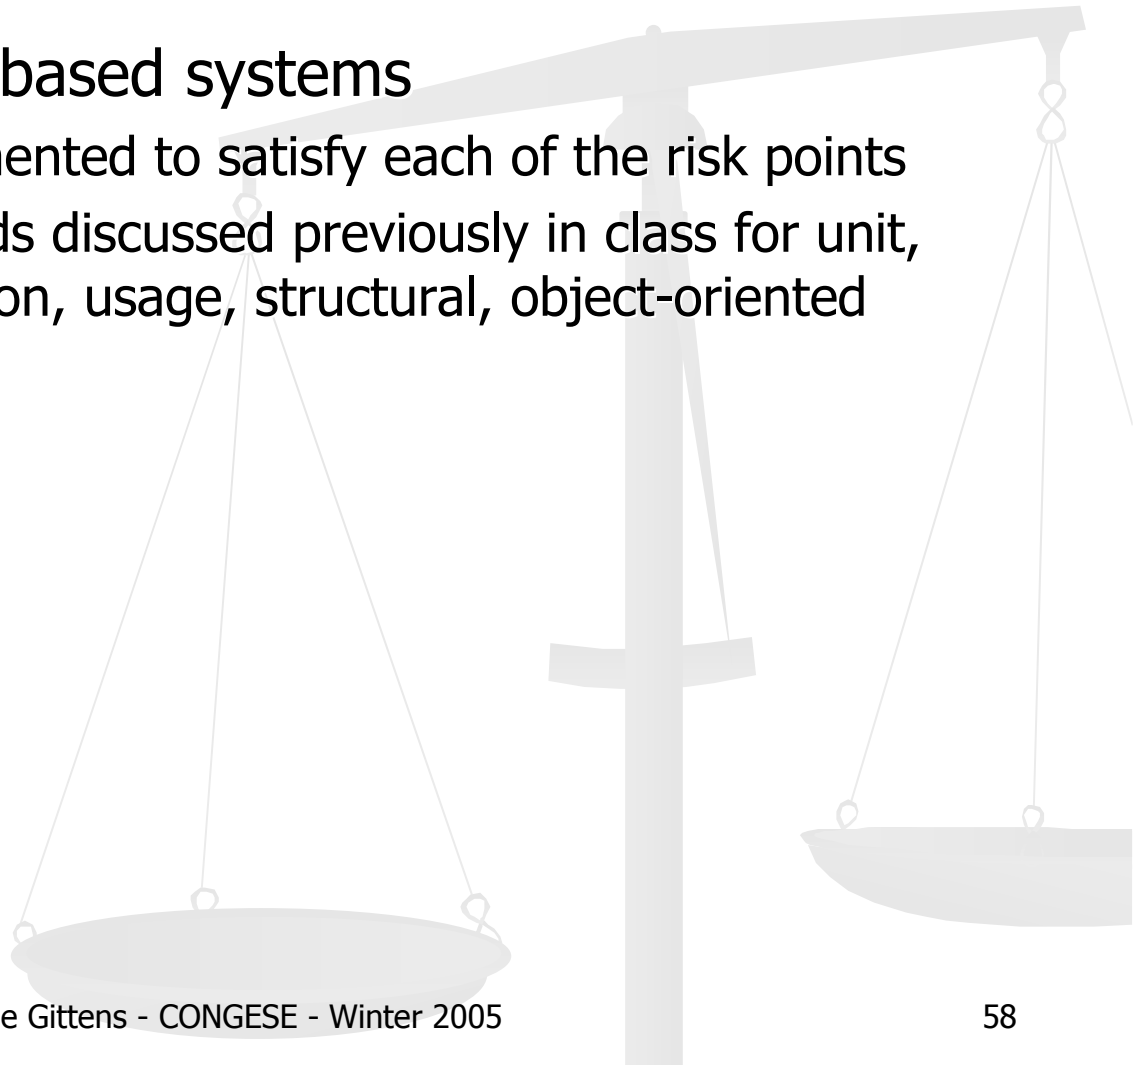 based systems
ented to satisfy each of the risk points
ds discussed previously in class for unit,
on, usage, structural, object-oriented
e Gittens - CONGESE - Winter 2005
58